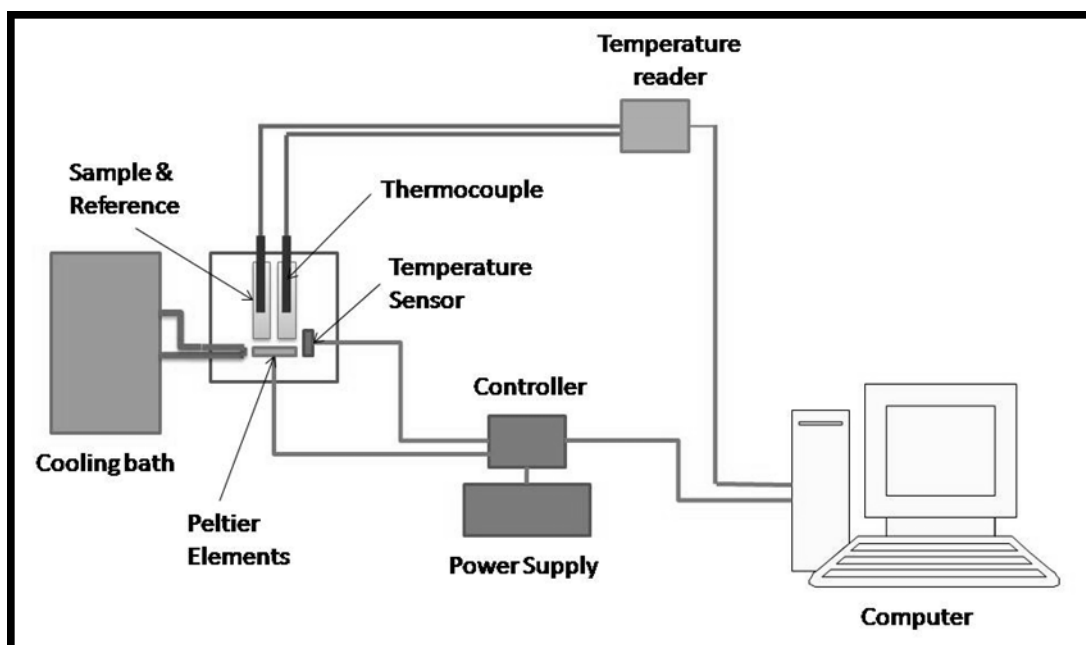 Temperature
reader
Sample &
Reference
Thermocouple
Temperature
Sensor
Controller
Cooling bath
Peltier
Elements
Power Supply
Computer